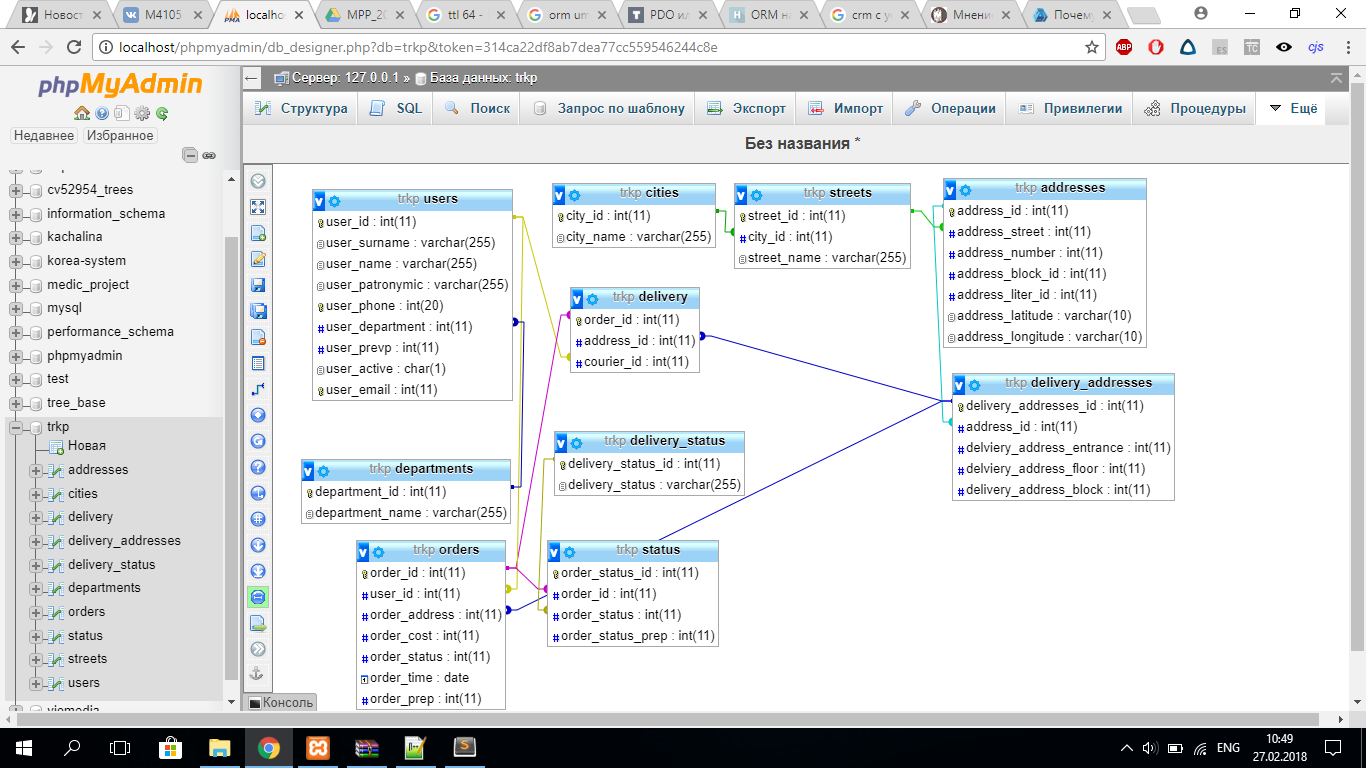 Новост
М4105
localho
MPP_20
ttl 64 -
orm um
PDO ил
ORM на
crm с у
Мнени
Почему
localhost/phpmyadmin/db_designer.php?db=trkp&token=314ca22df8ab7dea77cc559546244c8e
phpMyAdmin
Недавнее
Избранное
cv52954_trees
information_schema
kachalina
korea-system
medic_project
mysql
performance_schema
phpmyadmin
test
tree_base
trkp
Новая
addresses
cities
delivery
delivery_addresses
delivery_status
departments
orders
status
streets
users
Сервер: 127.0.0.1 » База данных: trkp
Структура
SQL
Поиск
Запрос по шаблону
Экспорт
Импорт
Операции
Привилегии
Процедуры
Ещё
Без названия *
trkp users
user_id : int(11)
user_surname : varchar(255)
user_name : varchar(255)
user_patronymic : varchar(255)
user_phone : int(20)
user_department : int(11)
user_prevp : int(11)
user_active : char(1)
user_email : int(11)
trkp cities
city_id : int(11)
city_name : varchar(255)
trkp streets
street_id : int(11)
city_id : int(11)
street_name : varchar(255)
trkp addresses
address_id : int(11)
address_street : int(11)
address_number : int(11)
address_block_id : int(11)
address_liter_id : int(11)
address_latitude : varchar(10)
address_longitude : varchar(10)
trkp delivery
order_id : int(11)
address_id : int(11)
courier_id : int(11)
trkp delivery_addresses
delivery_addresses_id : int(11)
address_id : int(11)
delviery_address_entrance : int(11)
delviery_address_floor : int(11)
delivery_address_block : int(11)
trkp delivery_status
delivery_status_id : int(11)
delivery_status : varchar(255)
trkp departments
department_id : int(11)
department_name : varchar(255)
trkp orders
order_id : int(11)
user_id : int(11)
order_address : int(11)
order_cost : int(11)
order_status : int(11)
order_time : date
order_prep : int(11)
trkp status
order_status_id : int(11)
order_id : int(11)
order_status : int(11)
order_status_prep : int(11)
Консоль
ENG
10:49
27.02.2018